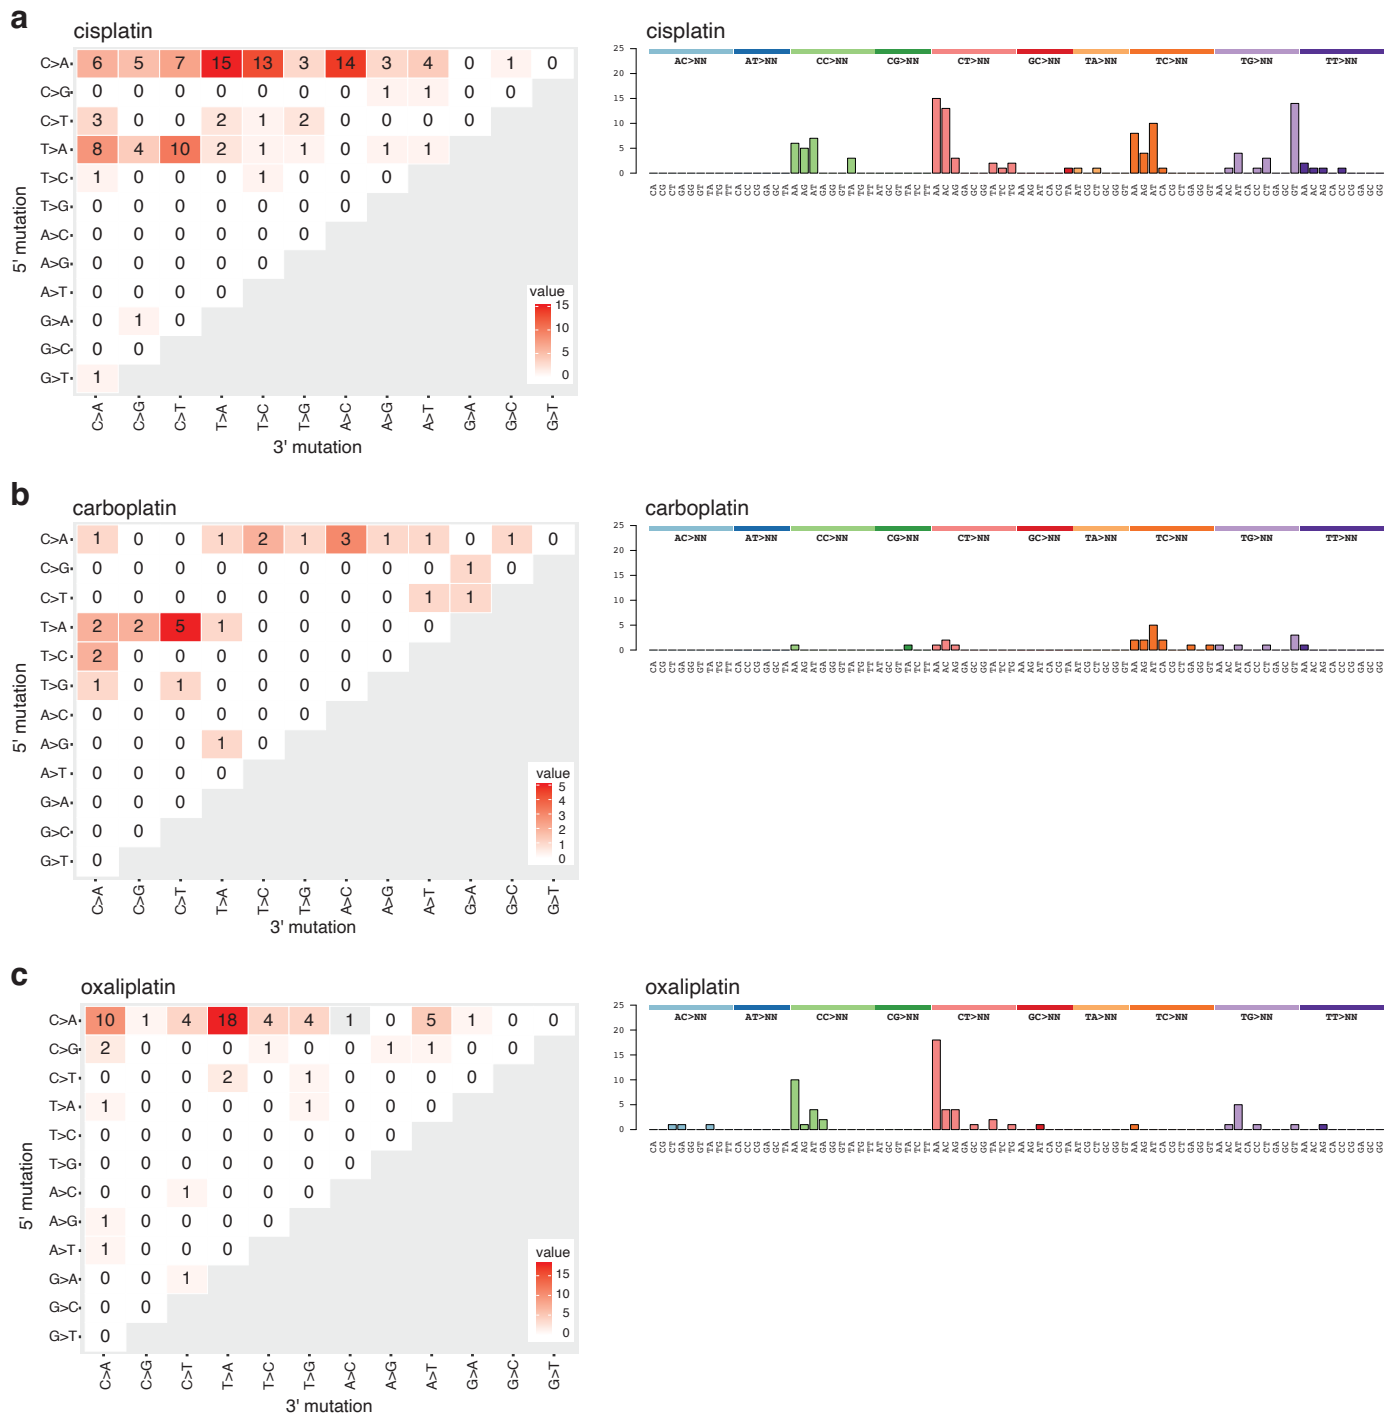 a
cisplatin
C>A 6 5 7 15 13 3 14 3 4 0 1 0
C>G 0 0 0 0 0 0 0 1 1 0 0
C>T 3 0 0 2 1 2 0 0 0 0
T>A 8 4 10 2 1 1 0 1 1
T>C 1 0 0 0 1 0 0 0
T>G 0 0 0 0 0 0 0
A>C 0 0 0 0 0 0
A>G 0 0 0 0 0
A>T 0 0 0 0
G>A 0 1 0
G>C 0 0
G>T 1
5' mutation
value
15
10
5
0
C>A C>G C>T T>A T>C T>G A>C A>G A>T G>A G>C G>T
3' mutation
cisplatin
25
20
15
10
5
0
AC>NN AT>NN CC>NN CG>NN CT>NN GC>NN TA>NN TC>NN TG>NN TT>NN
b
carboplatin
C>A 1 0 0 1 2 1 3 1 1 0 1 0
C>G 0 0 0 0 0 0 0 0 0 1 0
C>T 0 0 0 0 0 0 0 0 1 1
T>A 2 2 5 1 0 0 0 0 0
T>C 2 0 0 0 0 0 0 0
T>G 1 0 1 0 0 0 0
A>C 0 0 0 0 0 0
A>G 0 0 0 1 0
A>T 0 0 0 0
G>A 0 0 0
G>C 0 0
G>T 0
5' mutation
value
5
4
3
2
1
0
C>A C>G C>T T>A T>C T>G A>C A>G A>T G>A G>C G>T
3' mutation
carboplatin
25
20
15
10
5
0
AC>NN AT>NN CC>NN CG>NN CT>NN GC>NN TA>NN TC>NN TG>NN TT>NN
c
oxaliplatin
C>A 10 1 4 18 4 4 1 0 5 1 0 0
C>G 2 0 0 0 1 0 0 1 1 0 0
C>T 0 0 0 2 0 1 0 0 0 0
T>A 1 0 0 0 0 1 0 0 0
T>C 0 0 0 0 0 0 0 0
T>G 0 0 0 0 0 0 0
A>C 0 0 1 0 0 0
A>G 1 0 0 0 0
A>T 1 0 0 0
G>A 0 0 1
G>C 0 0
G>T 0
5' mutation
value
15
10
5
0
C>A C>G C>T T>A T>C T>G A>C A>G A>T G>A G>C G>T
3' mutation
oxaliplatin
25
20
15
10
5
0
AC>NN AT>NN CC>NN CG>NN CT>NN GC>NN TA>NN TC>NN TG>NN TT>NN